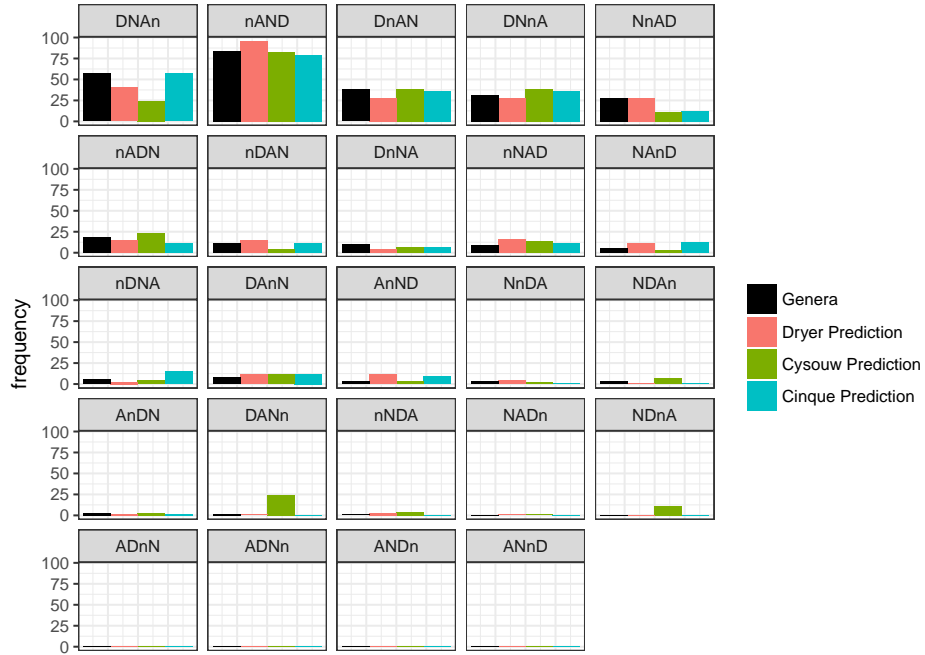 DNAn nAND DnAN DNnA NnAD
100
75
50
25
0
nADN nDAN DnNA nNAD NAnD
100
75
50
25
0
nDNA DAnN AnND NnDA NDAn
100
75
50
25
0
AnDN DANn nNDA NADn NDnA
100
75
50
25
0
ADnN ADNn ANDn ANnD
100
75
50
25
0
frequency
Genera
Dryer Prediction
Cysouw Prediction
Cinque Prediction